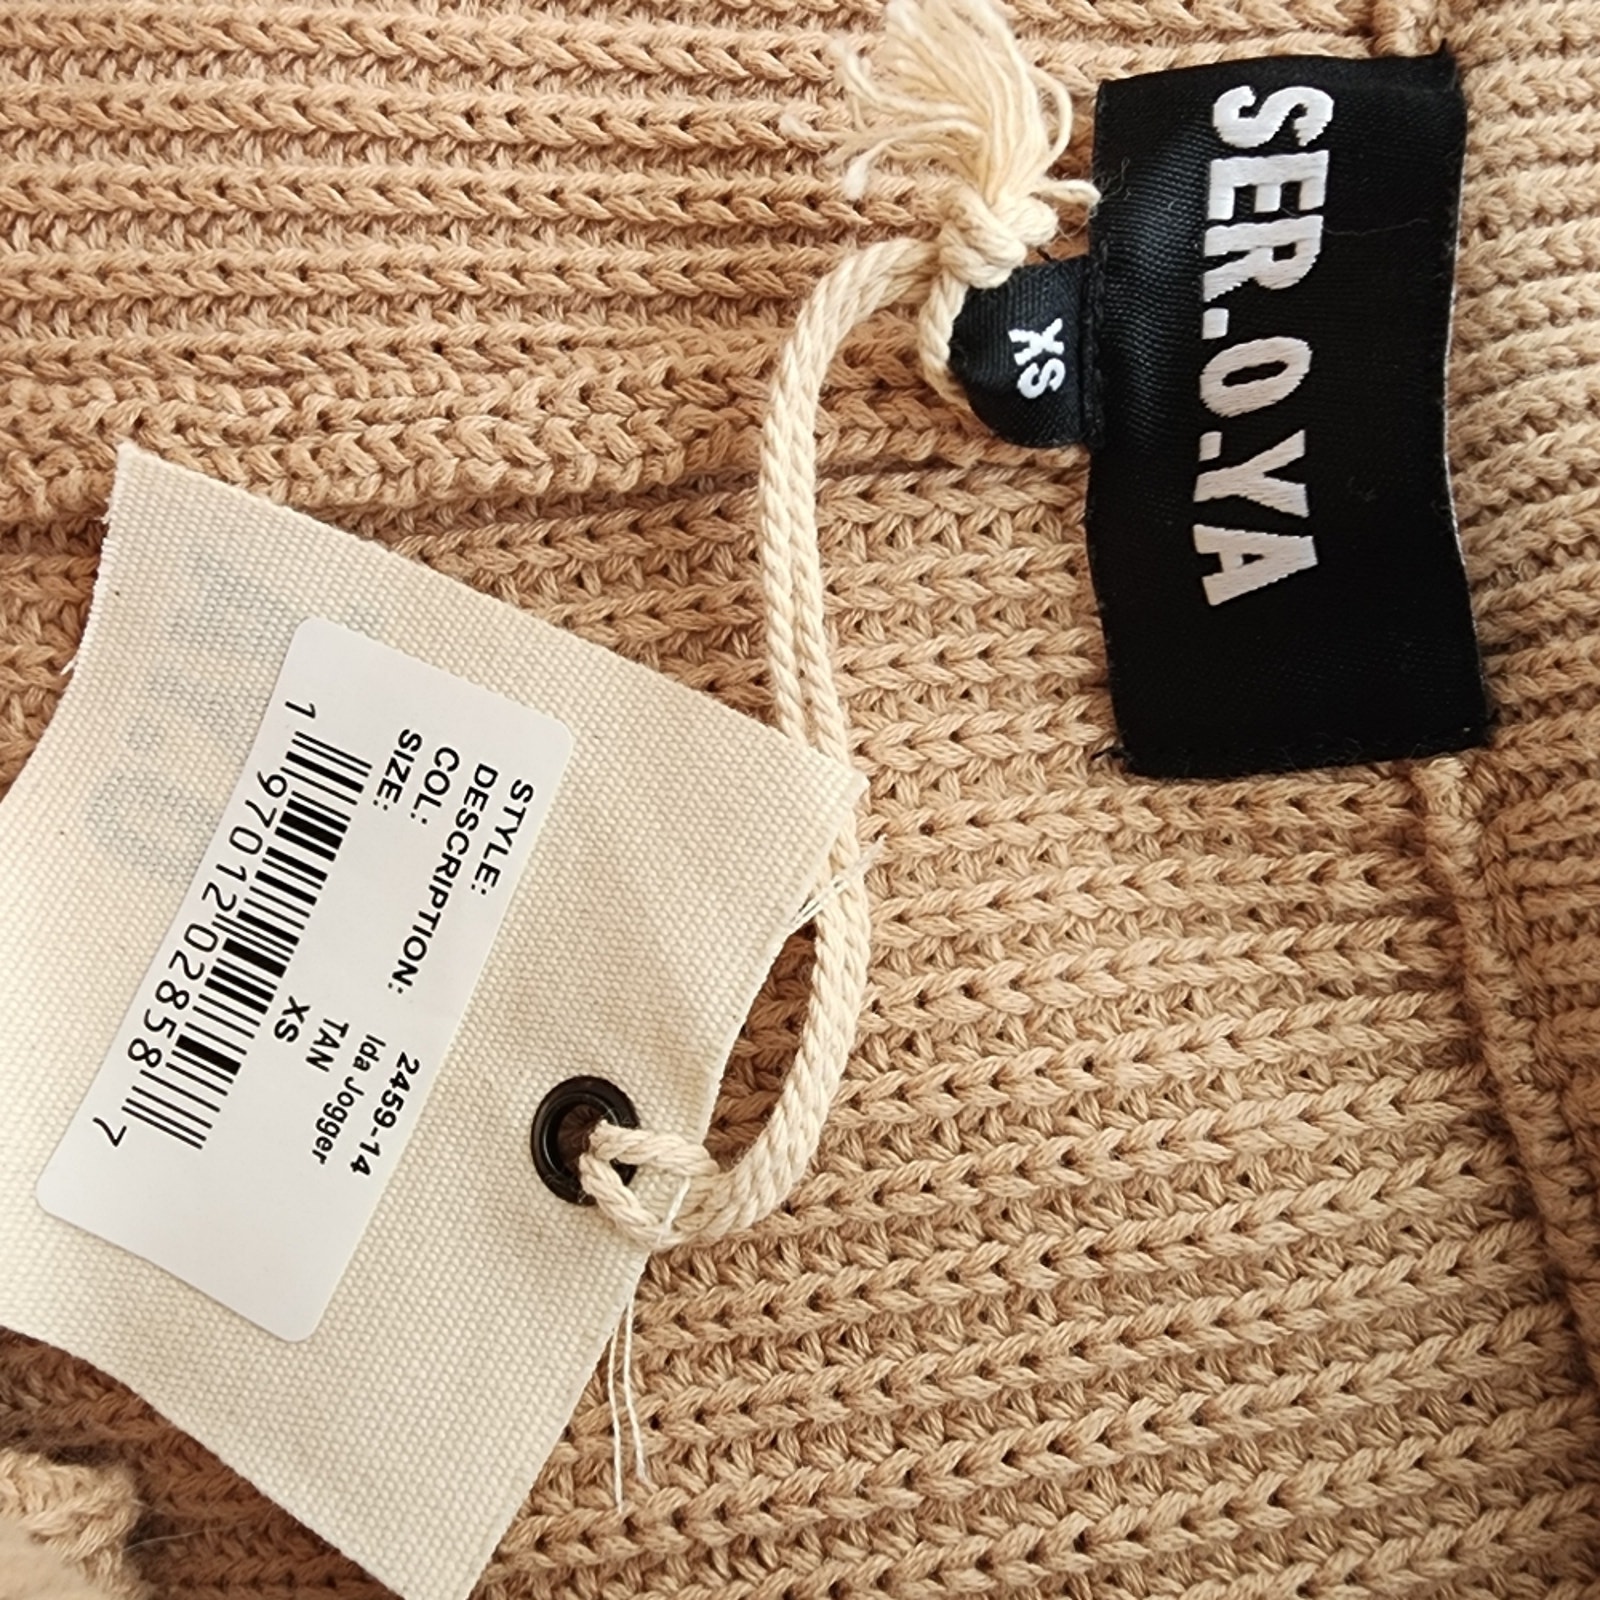 SER.O.YA
XS
STYLE: 2459-14
DESCRIPTION: Ida Jogger
COL: TAN
SIZE: XS
1 97012 02858 7